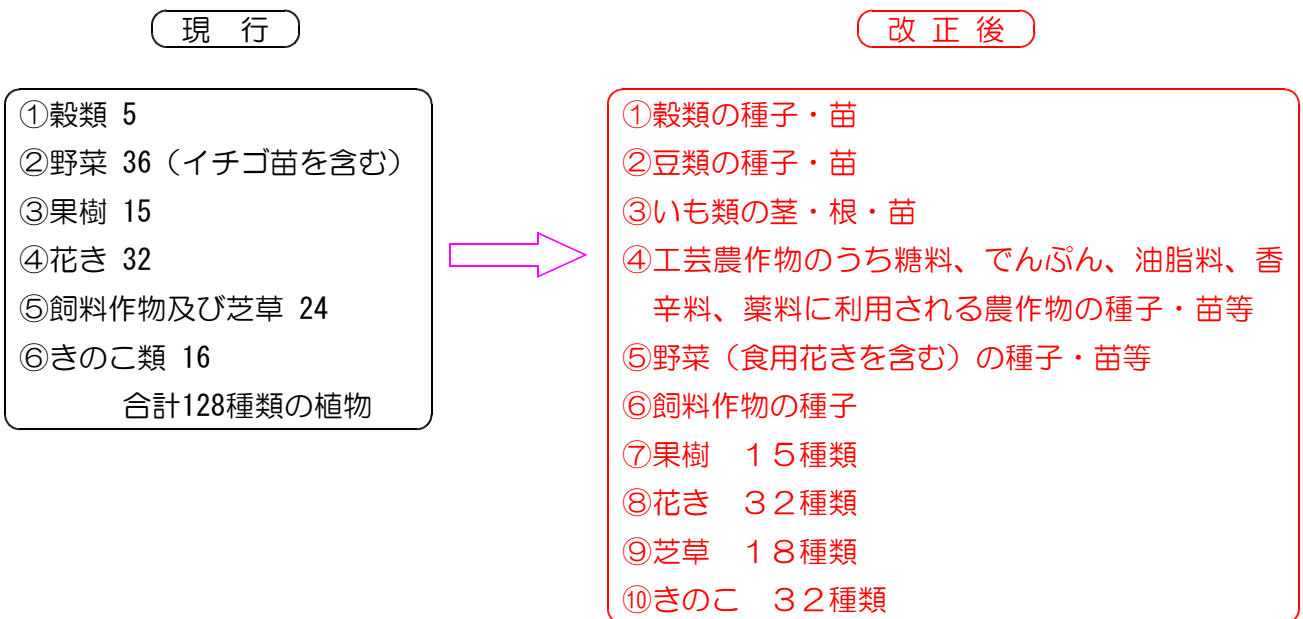 現　行
①穀類 5
②野菜 36（イチゴ苗を含む）
③果樹 15
④花き 32
⑤飼料作物及び芝草 24
⑥きのこ類 16
合計128種類の植物
改 正 後
①穀類の種子・苗
②豆類の種子・苗
③いも類の茎・根・苗
④工芸農作物のうち糖料、でんぷん、油脂料、香
辛料、薬料に利用される農作物の種子・苗等
⑤野菜（食用花きを含む）の種子・苗等
⑥飼料作物の種子
⑦果樹　１５種類
⑧花き　３２種類
⑨芝草　１８種類
⑩きのこ　３２種類